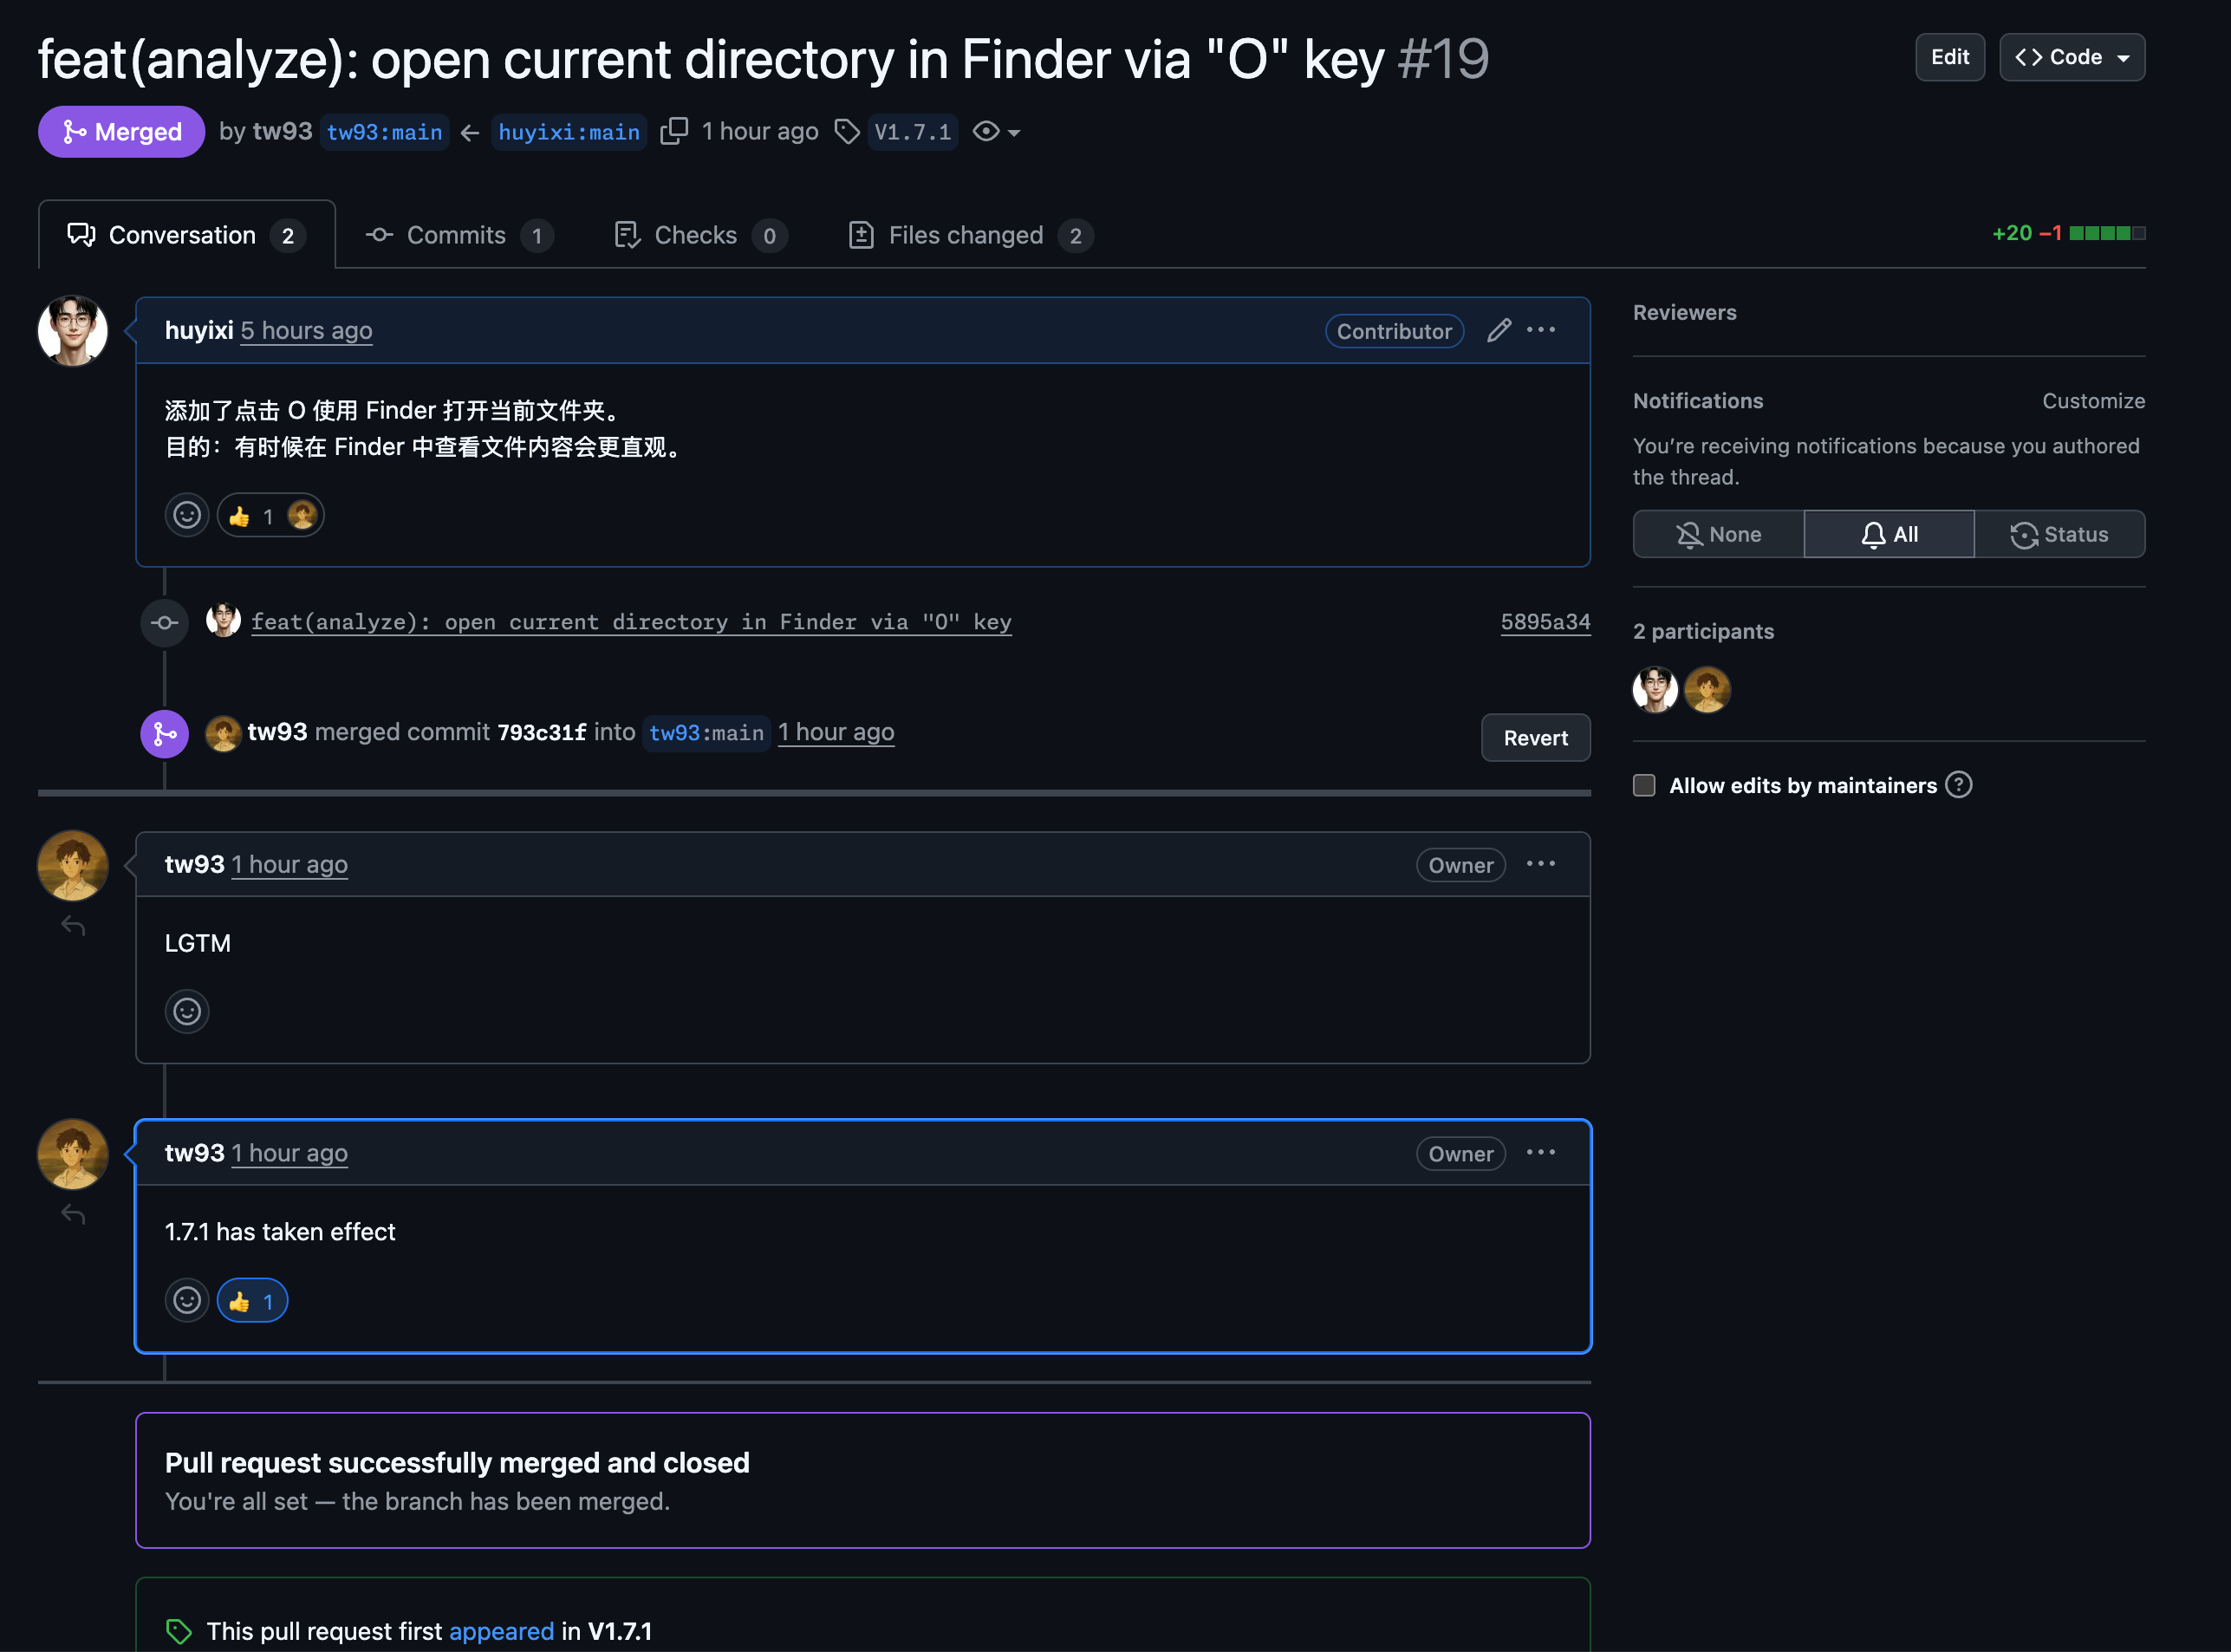 feat(analyze): open current directory in Finder via "O" key #19
Edit
Code
Merged
by tw93 tw93:main ← huyixi:main 1 hour ago V1.7.1
Conversation 2
Commits 1
Checks 0
Files changed 2
+20 −1
huyixi 5 hours ago
Contributor
添加了点击 O 使用 Finder 打开当前文件夹。
目的：有时候在 Finder 中查看文件内容会更直观。
👍 1
feat(analyze): open current directory in Finder via "O" key
5895a34
tw93 merged commit 793c31f into tw93:main 1 hour ago
Revert
tw93 1 hour ago
Owner
LGTM
tw93 1 hour ago
Owner
1.7.1 has taken effect
👍 1
Pull request successfully merged and closed
You're all set — the branch has been merged.
This pull request first appeared in V1.7.1
Reviewers
Notifications
Customize
You’re receiving notifications because you authored
the thread.
None
All
Status
2 participants
Allow edits by maintainers ?